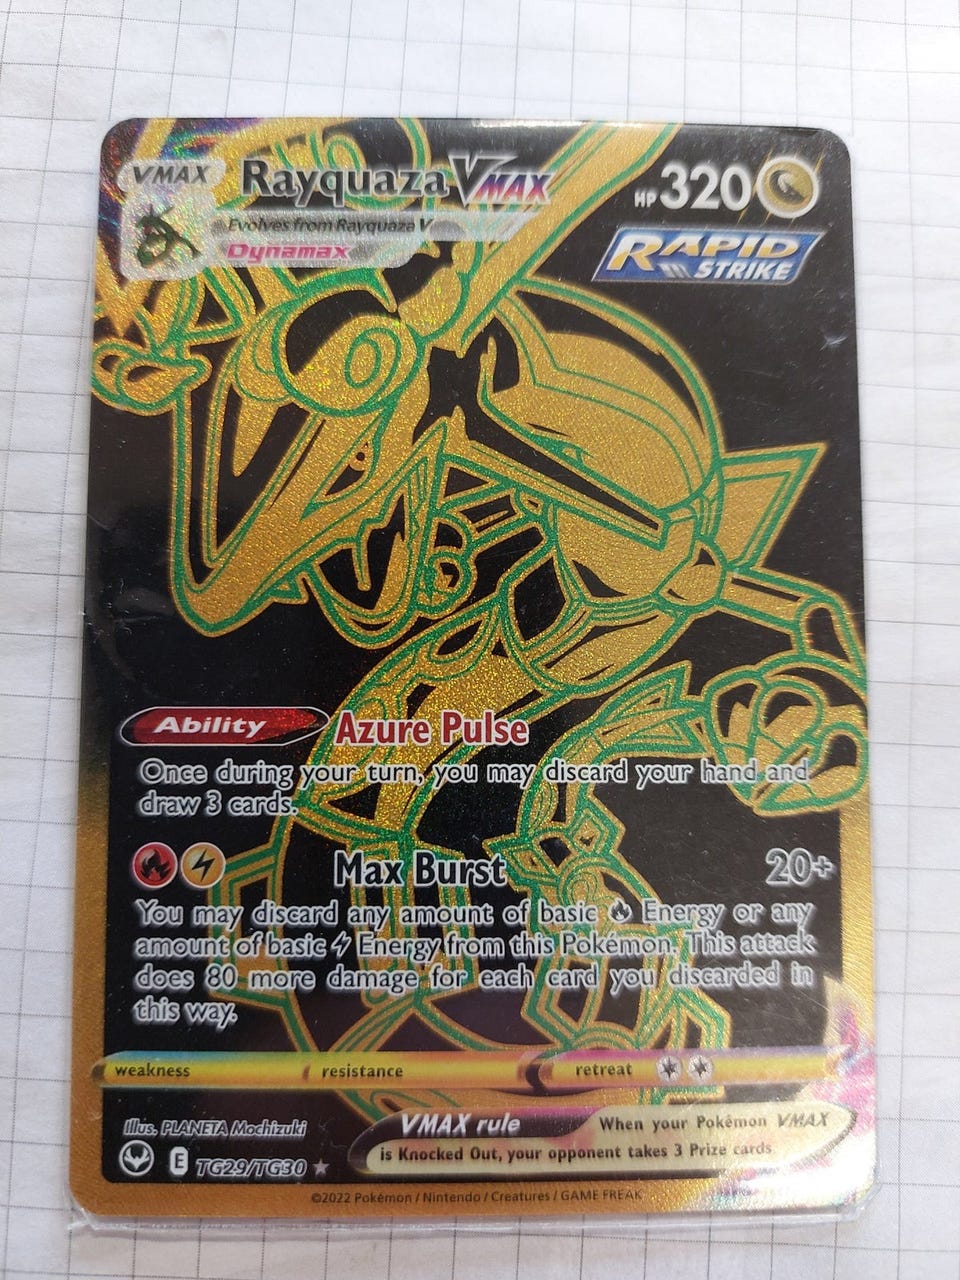 VMAX
Rayquaza VMAX
HP 320
Evolves from Rayquaza V
Dynamax
RAPID
STRIKE
Ability Azure Pulse
Once during your turn, you may discard your hand and
draw 3 cards.
Max Burst 20+
You may discard any amount of basic Energy or any
amount of basic Energy from this Pokémon. This attack
does 80 more damage for each card you discarded in
this way.
weakness resistance retreat
Illus. PLANETA Mochizuki
VMAX rule When your Pokémon VMAX
is Knocked Out, your opponent takes 3 Prize cards.
E TG29/TG30
©2022 Pokémon / Nintendo / Creatures / GAME FREAK